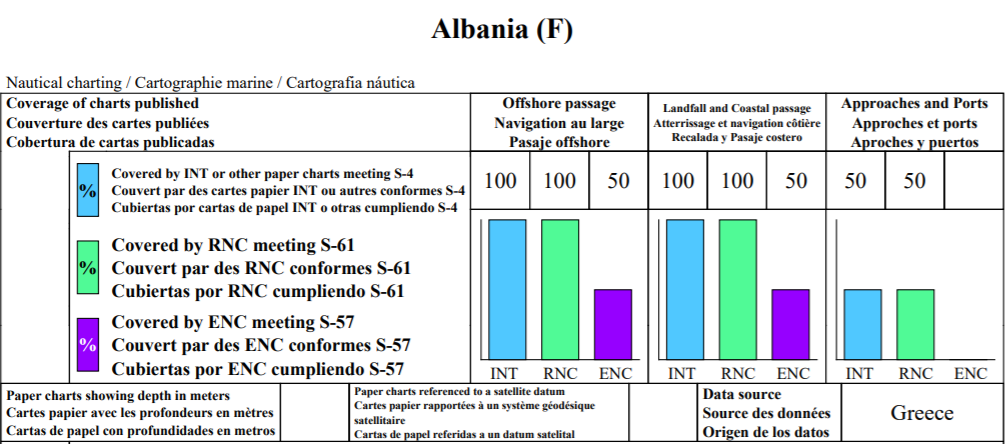 Albania (F)
Nautical charting / Cartographie marine / Cartografia náutica
Coverage of charts published
Couverture des cartes publiées
Cobertura de cartas publicadas
Offshore passage
Navigation au large
Pasaje offshore
Landfall and Coastal passage
Atterrissage et navigation côtière
Recalada y Pasaje costero
Approaches and Ports
Approches et ports
Aproches y puertos
%
Covered by INT or other paper charts meeting S-4
Couvert par des cartes papier INT ou autres conformes S-4
Cubiertas por cartas de papel INT o otras cumpliendo S-4
100 100 50 100 100 50 50 50
%
Covered by RNC meeting S-61
Couvert par des RNC conformes S-61
Cubiertas por RNC cumpliendo S-61
%
Covered by ENC meeting S-57
Couvert par des ENC conformes S-57
Cubiertas por ENC cumpliendo S-57
INT RNC ENC INT RNC ENC INT RNC ENC
Paper charts showing depth in meters
Cartes papier avec les profondeurs en mètres
Cartas de papel con profundidades en metros
Paper charts referenced to a satellite datum
Cartes papier rapportées à un système géodésique
satellitaire
Cartas de papel referidas a un datum satelital
Data source
Source des données
Origen de los datos
Greece